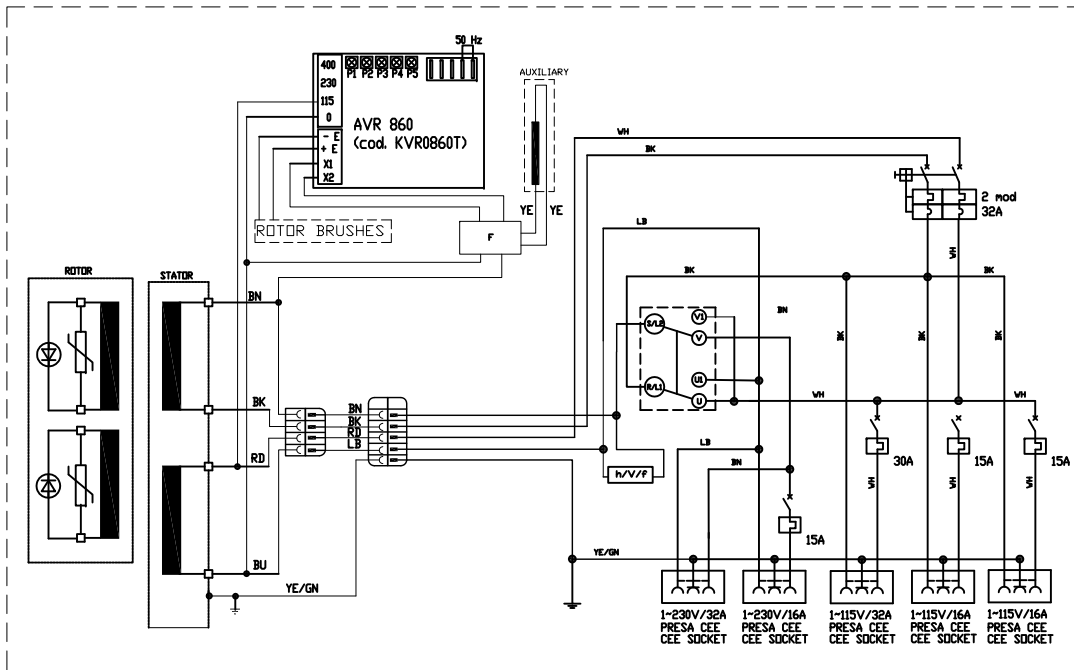 50 Hz
400
230
115
0
P1 P2 P3 P4 P5
AVR 860
(cod. KVR0860T)
- E
+ E
X1
X2
AUXILIARY
YE YE
F
ROTOR BRUSHES
ROTOR
STATOR
BN
BK
RD
BU
YE/GN
BN
BK
RD
LB
WH
BK
LB
2 mod
32A
WH
BK
BK
BN
S/L2
V1
V
R/L1
U1
U
BK
BK
BK
WH
WH
LB
BN
h/V/f
30A
15A
15A
WH
WH
WH
15A
YE/GN
1~230V/32A
PRESA CEE
CEE SOCKET
1~230V/16A
PRESA CEE
CEE SOCKET
1~115V/32A
PRESA CEE
CEE SOCKET
1~115V/16A
PRESA CEE
CEE SOCKET
1~115V/16A
PRESA CEE
CEE SOCKET